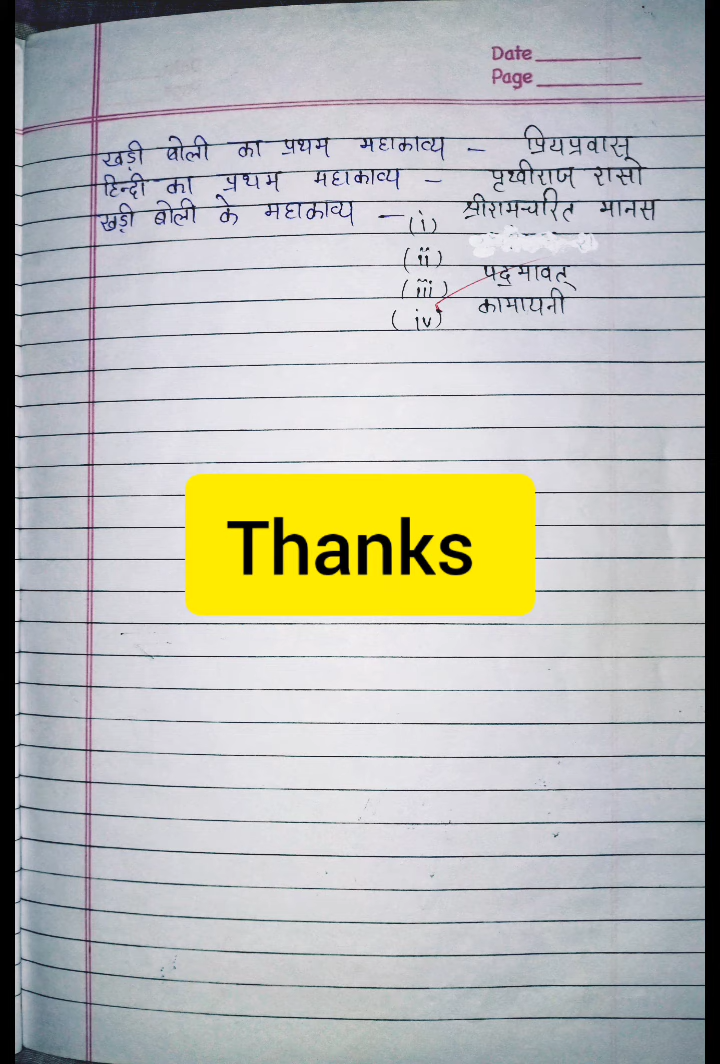 Date
Page
खड़ी बोली का प्रथम महाकाव्य - प्रियप्रवास्
हिन्दी का प्रथम महाकाव्य - पृथ्वीराज रासो
खड़ी बोली के महाकाव्य - (i) श्रीरामचरित मानस
(ii)
(iii) पद्मावत्
(iv) कामायनी
Thanks